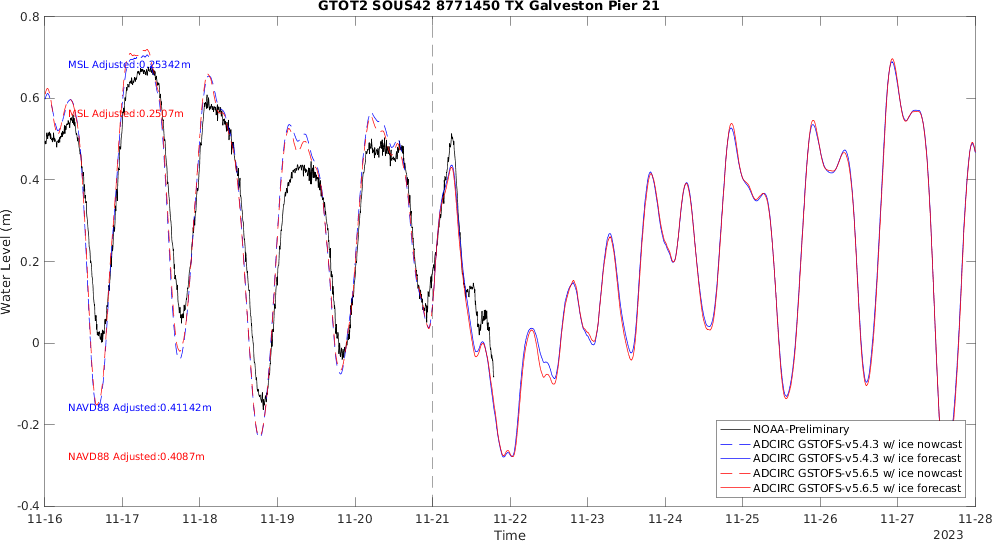 GTOT2 SOUS42 8771450 TX Galveston Pier 21
0.8
0.6
0.4
0.2
0
-0.2
-0.4
Water Level (m)
MSL Adjusted:0.25342m
MSL Adjusted:0.2507m
NAVD88 Adjusted:0.41142m
NAVD88 Adjusted:0.4087m
NOAA-Preliminary
ADCIRC GSTOFS-v5.4.3 w/ ice nowcast
ADCIRC GSTOFS-v5.4.3 w/ ice forecast
ADCIRC GSTOFS-v5.6.5 w/ ice nowcast
ADCIRC GSTOFS-v5.6.5 w/ ice forecast
11-16 11-17 11-18 11-19 11-20 11-21 11-22 11-23 11-24 11-25 11-26 11-27 11-28
Time
2023